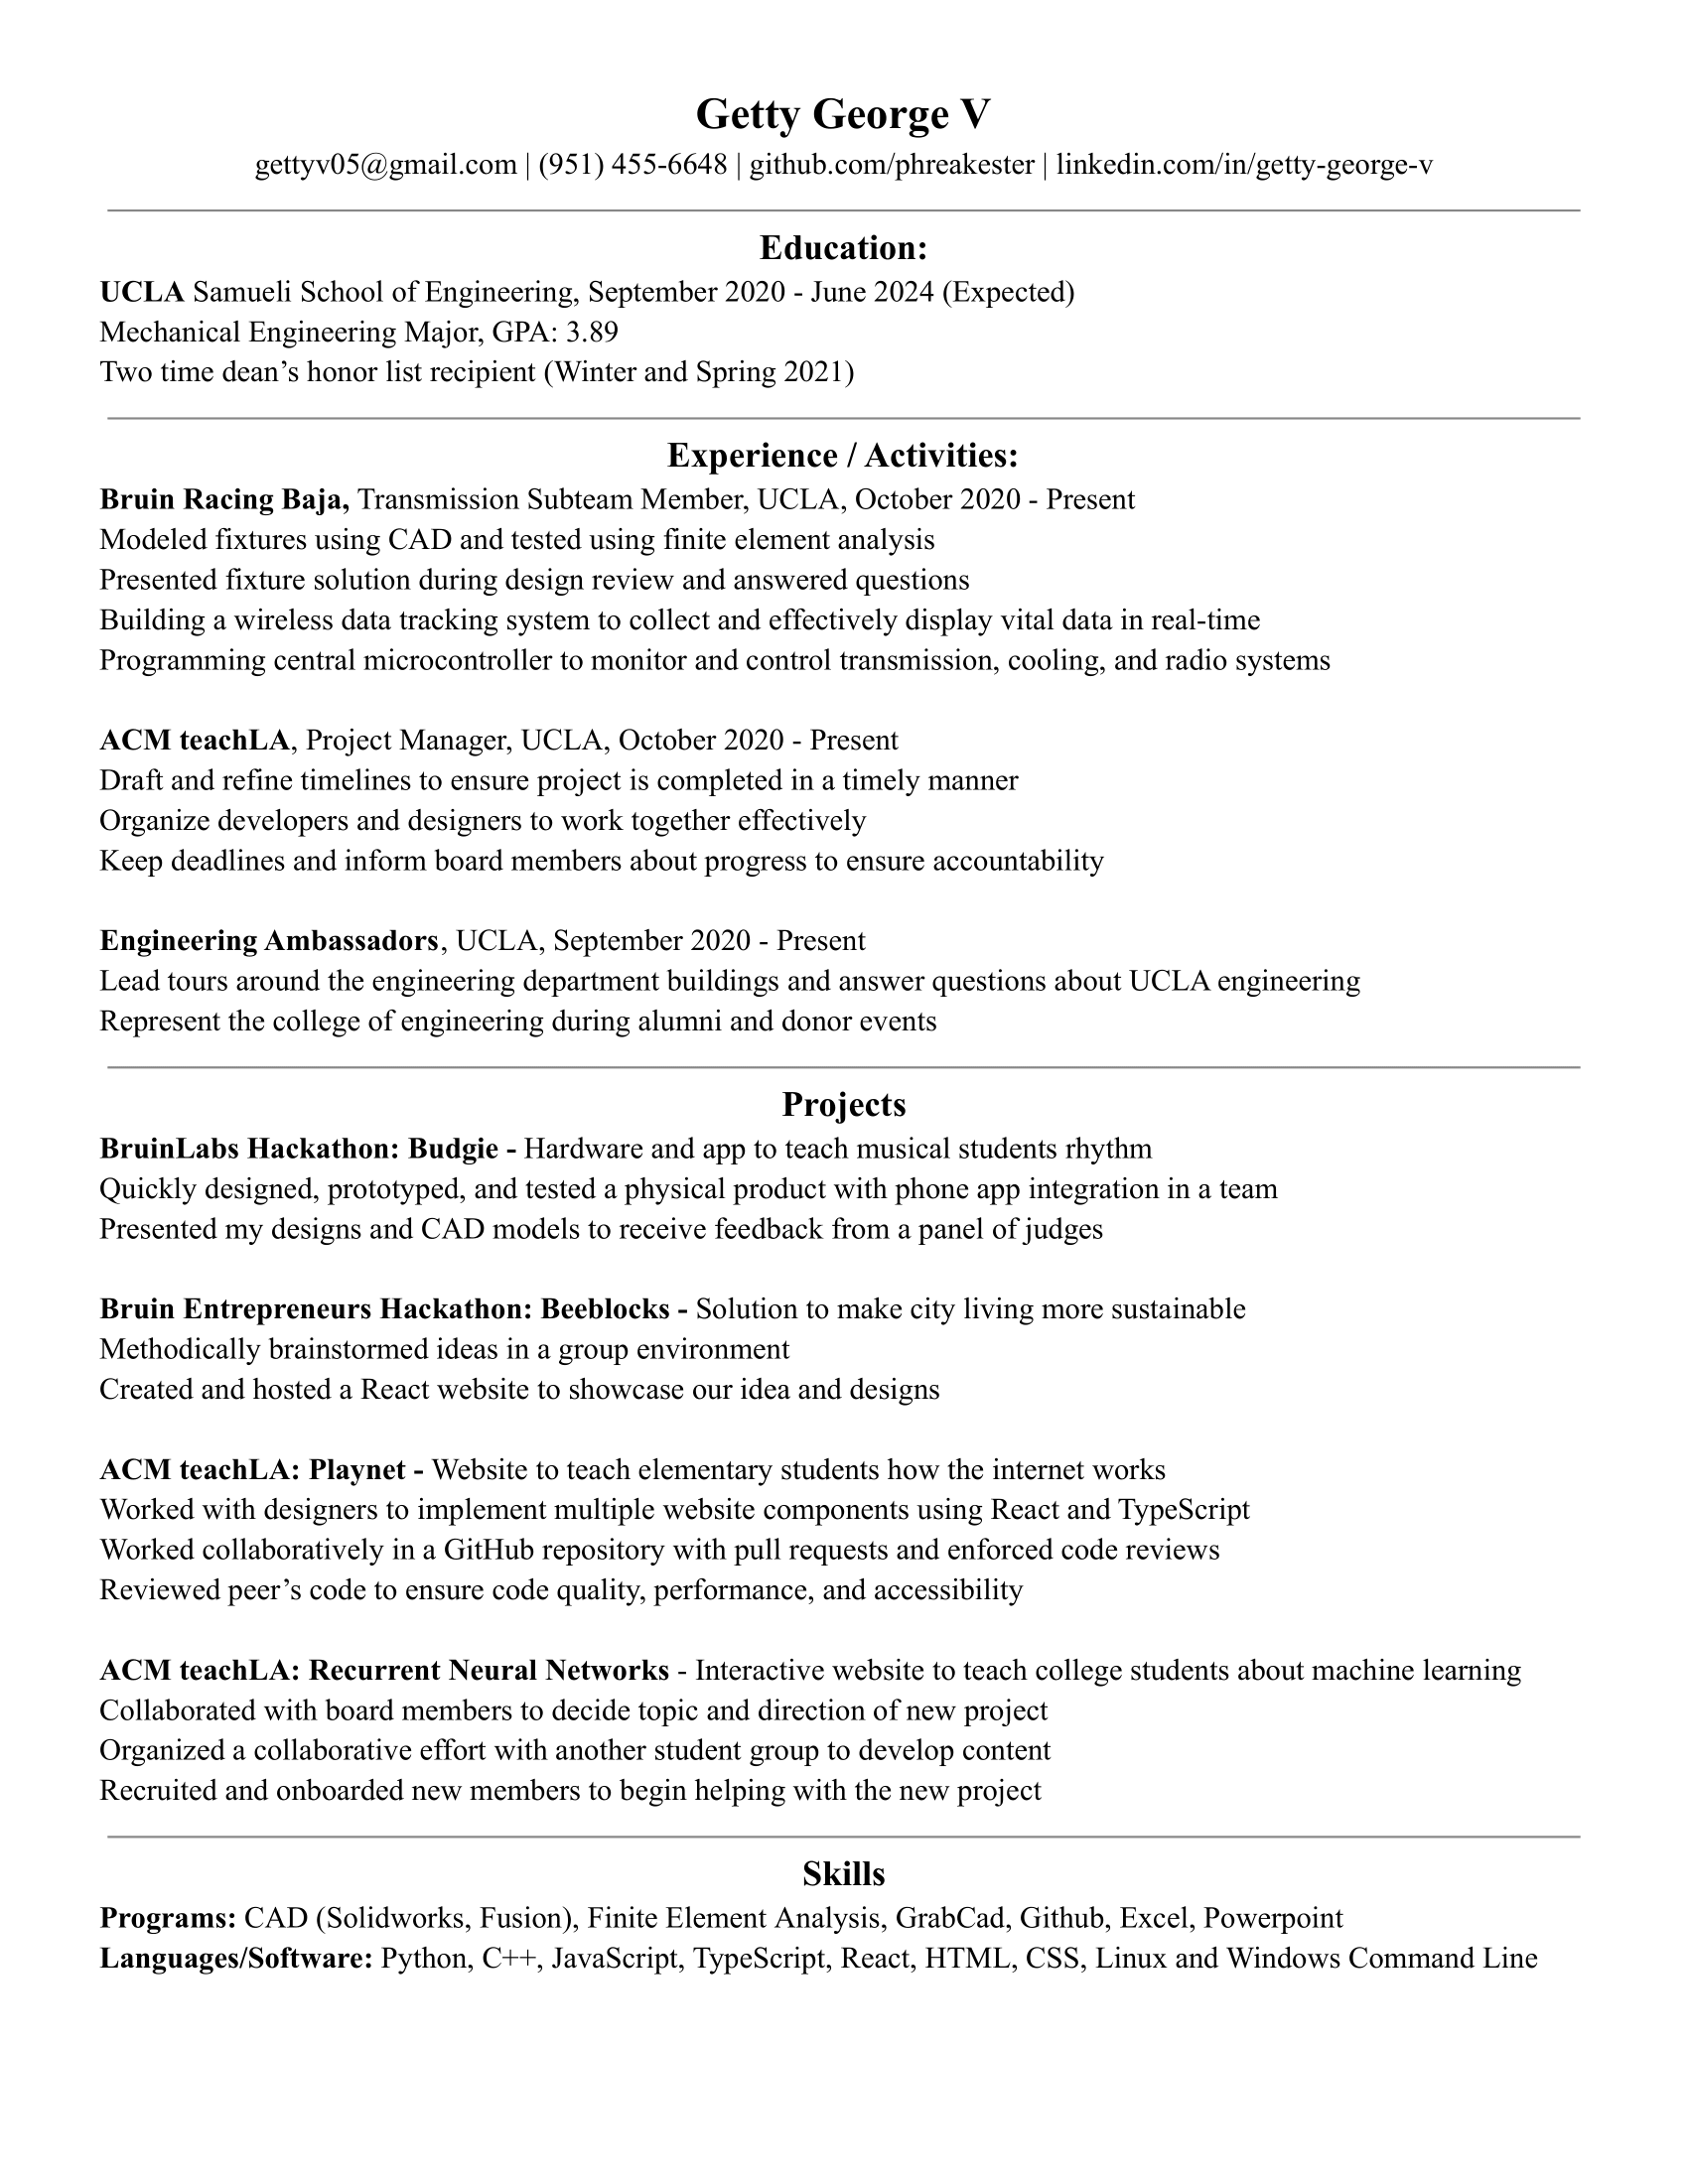 Getty George V
gettyv05@gmail.com | (951) 455-6648 | github.com/phreakester | linkedin.com/in/getty-george-v
Education:
UCLA Samueli School of Engineering, September 2020 - June 2024 (Expected)
Mechanical Engineering Major, GPA: 3.89
Two time dean’s honor list recipient (Winter and Spring 2021)
Experience / Activities:
Bruin Racing Baja, Transmission Subteam Member, UCLA, October 2020 - Present
Modeled fixtures using CAD and tested using finite element analysis
Presented fixture solution during design review and answered questions
Building a wireless data tracking system to collect and effectively display vital data in real-time
Programming central microcontroller to monitor and control transmission, cooling, and radio systems
ACM teachLA, Project Manager, UCLA, October 2020 - Present
Draft and refine timelines to ensure project is completed in a timely manner
Organize developers and designers to work together effectively
Keep deadlines and inform board members about progress to ensure accountability
Engineering Ambassadors, UCLA, September 2020 - Present
Lead tours around the engineering department buildings and answer questions about UCLA engineering
Represent the college of engineering during alumni and donor events
Projects
BruinLabs Hackathon: Budgie - Hardware and app to teach musical students rhythm
Quickly designed, prototyped, and tested a physical product with phone app integration in a team
Presented my designs and CAD models to receive feedback from a panel of judges
Bruin Entrepreneurs Hackathon: Beeblocks - Solution to make city living more sustainable
Methodically brainstormed ideas in a group environment
Created and hosted a React website to showcase our idea and designs
ACM teachLA: Playnet - Website to teach elementary students how the internet works
Worked with designers to implement multiple website components using React and TypeScript
Worked collaboratively in a GitHub repository with pull requests and enforced code reviews
Reviewed peer’s code to ensure code quality, performance, and accessibility
ACM teachLA: Recurrent Neural Networks - Interactive website to teach college students about machine learning
Collaborated with board members to decide topic and direction of new project
Organized a collaborative effort with another student group to develop content
Recruited and onboarded new members to begin helping with the new project
Skills
Programs: CAD (Solidworks, Fusion), Finite Element Analysis, GrabCad, Github, Excel, Powerpoint
Languages/Software: Python, C++, JavaScript, TypeScript, React, HTML, CSS, Linux and Windows Command Line